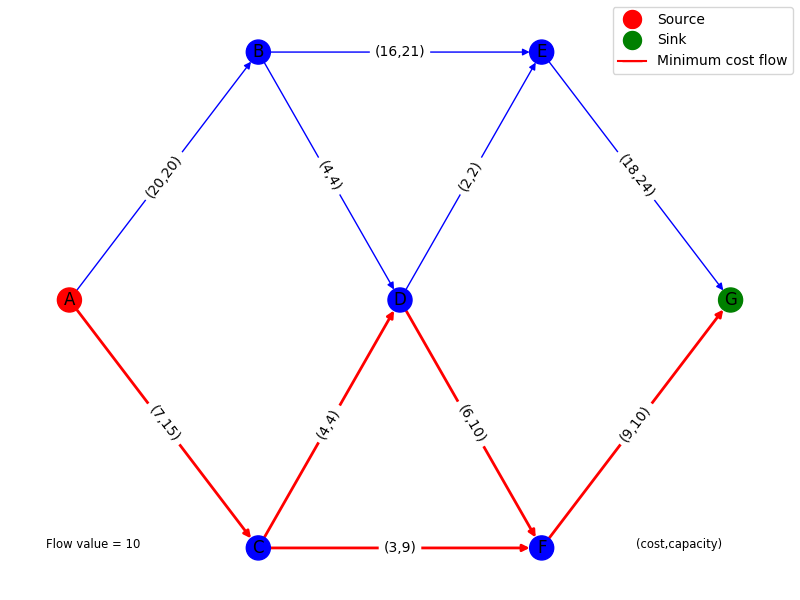 Source
Sink
Minimum cost flow
B
(16,21)
E
(20,20)
(4,4)
(2,2)
(18,24)
A
D
G
(7,15)
(4,4)
(6,10)
(9,10)
Flow value = 10
C
(3,9)
F
(cost,capacity)